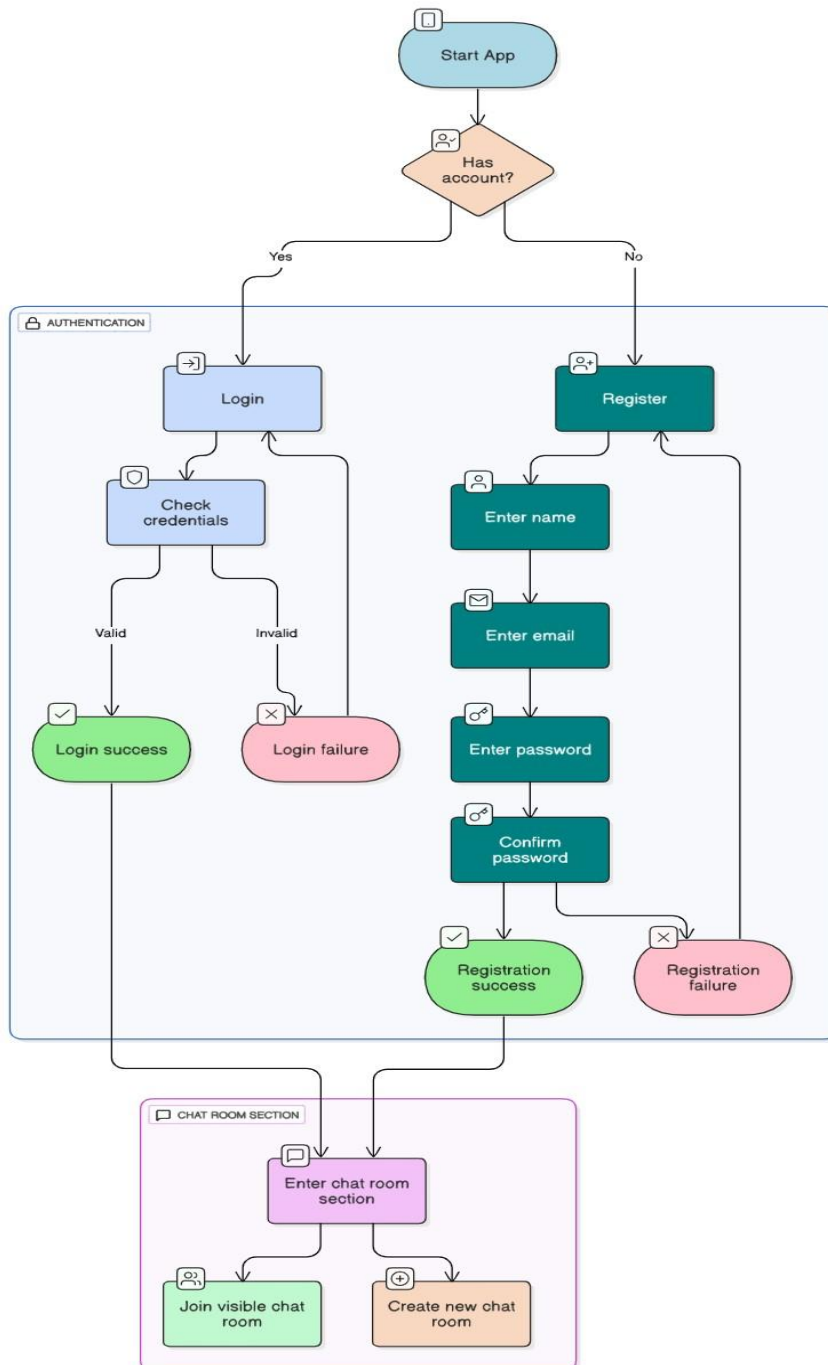 Start App
Has
account?
Yes
No
AUTHENTICATION
Login
Register
Check
credentials
Enter name
Valid
Invalid
Enter email
Login success
Login failure
Enter password
Confirm
password
Registration
success
Registration
failure
CHAT ROOM SECTION
Enter chat room
section
Join visible chat
room
Create new chat
room